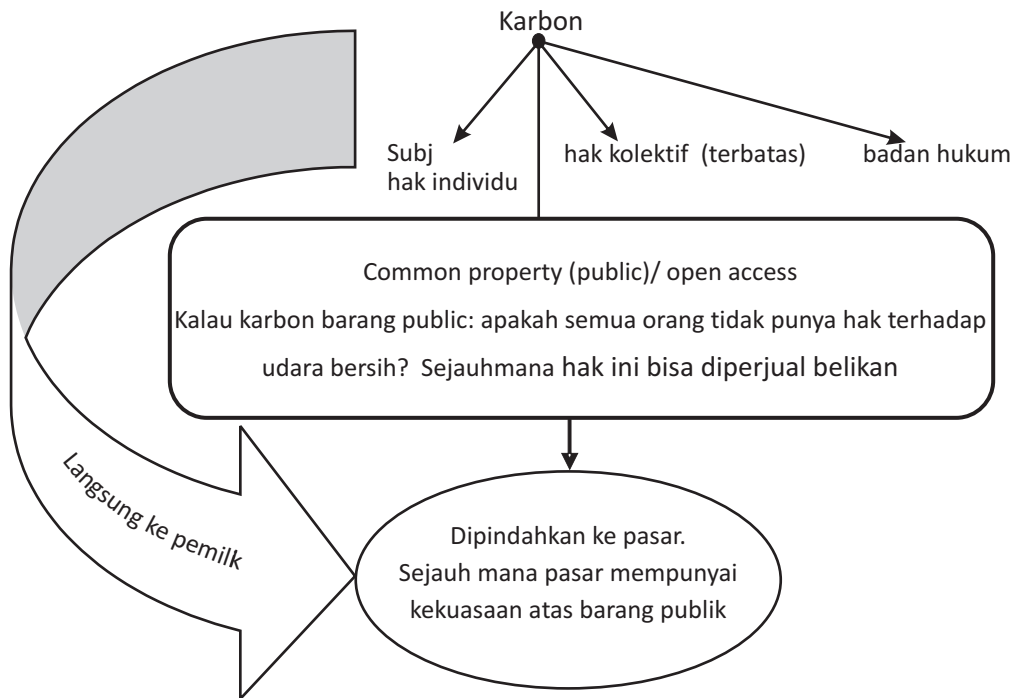 Karbon
Subj
hak individu
hak kolektif (terbatas)
badan hukum
Common property (public)/ open access
Kalau karbon barang public: apakah semua orang tidak punya hak terhadap
udara bersih? Sejauhmana hak ini bisa diperjual belikan
Langsung ke pemilk
Dipindahkan ke pasar.
Sejauh mana pasar mempunyai
kekuasaan atas barang publik